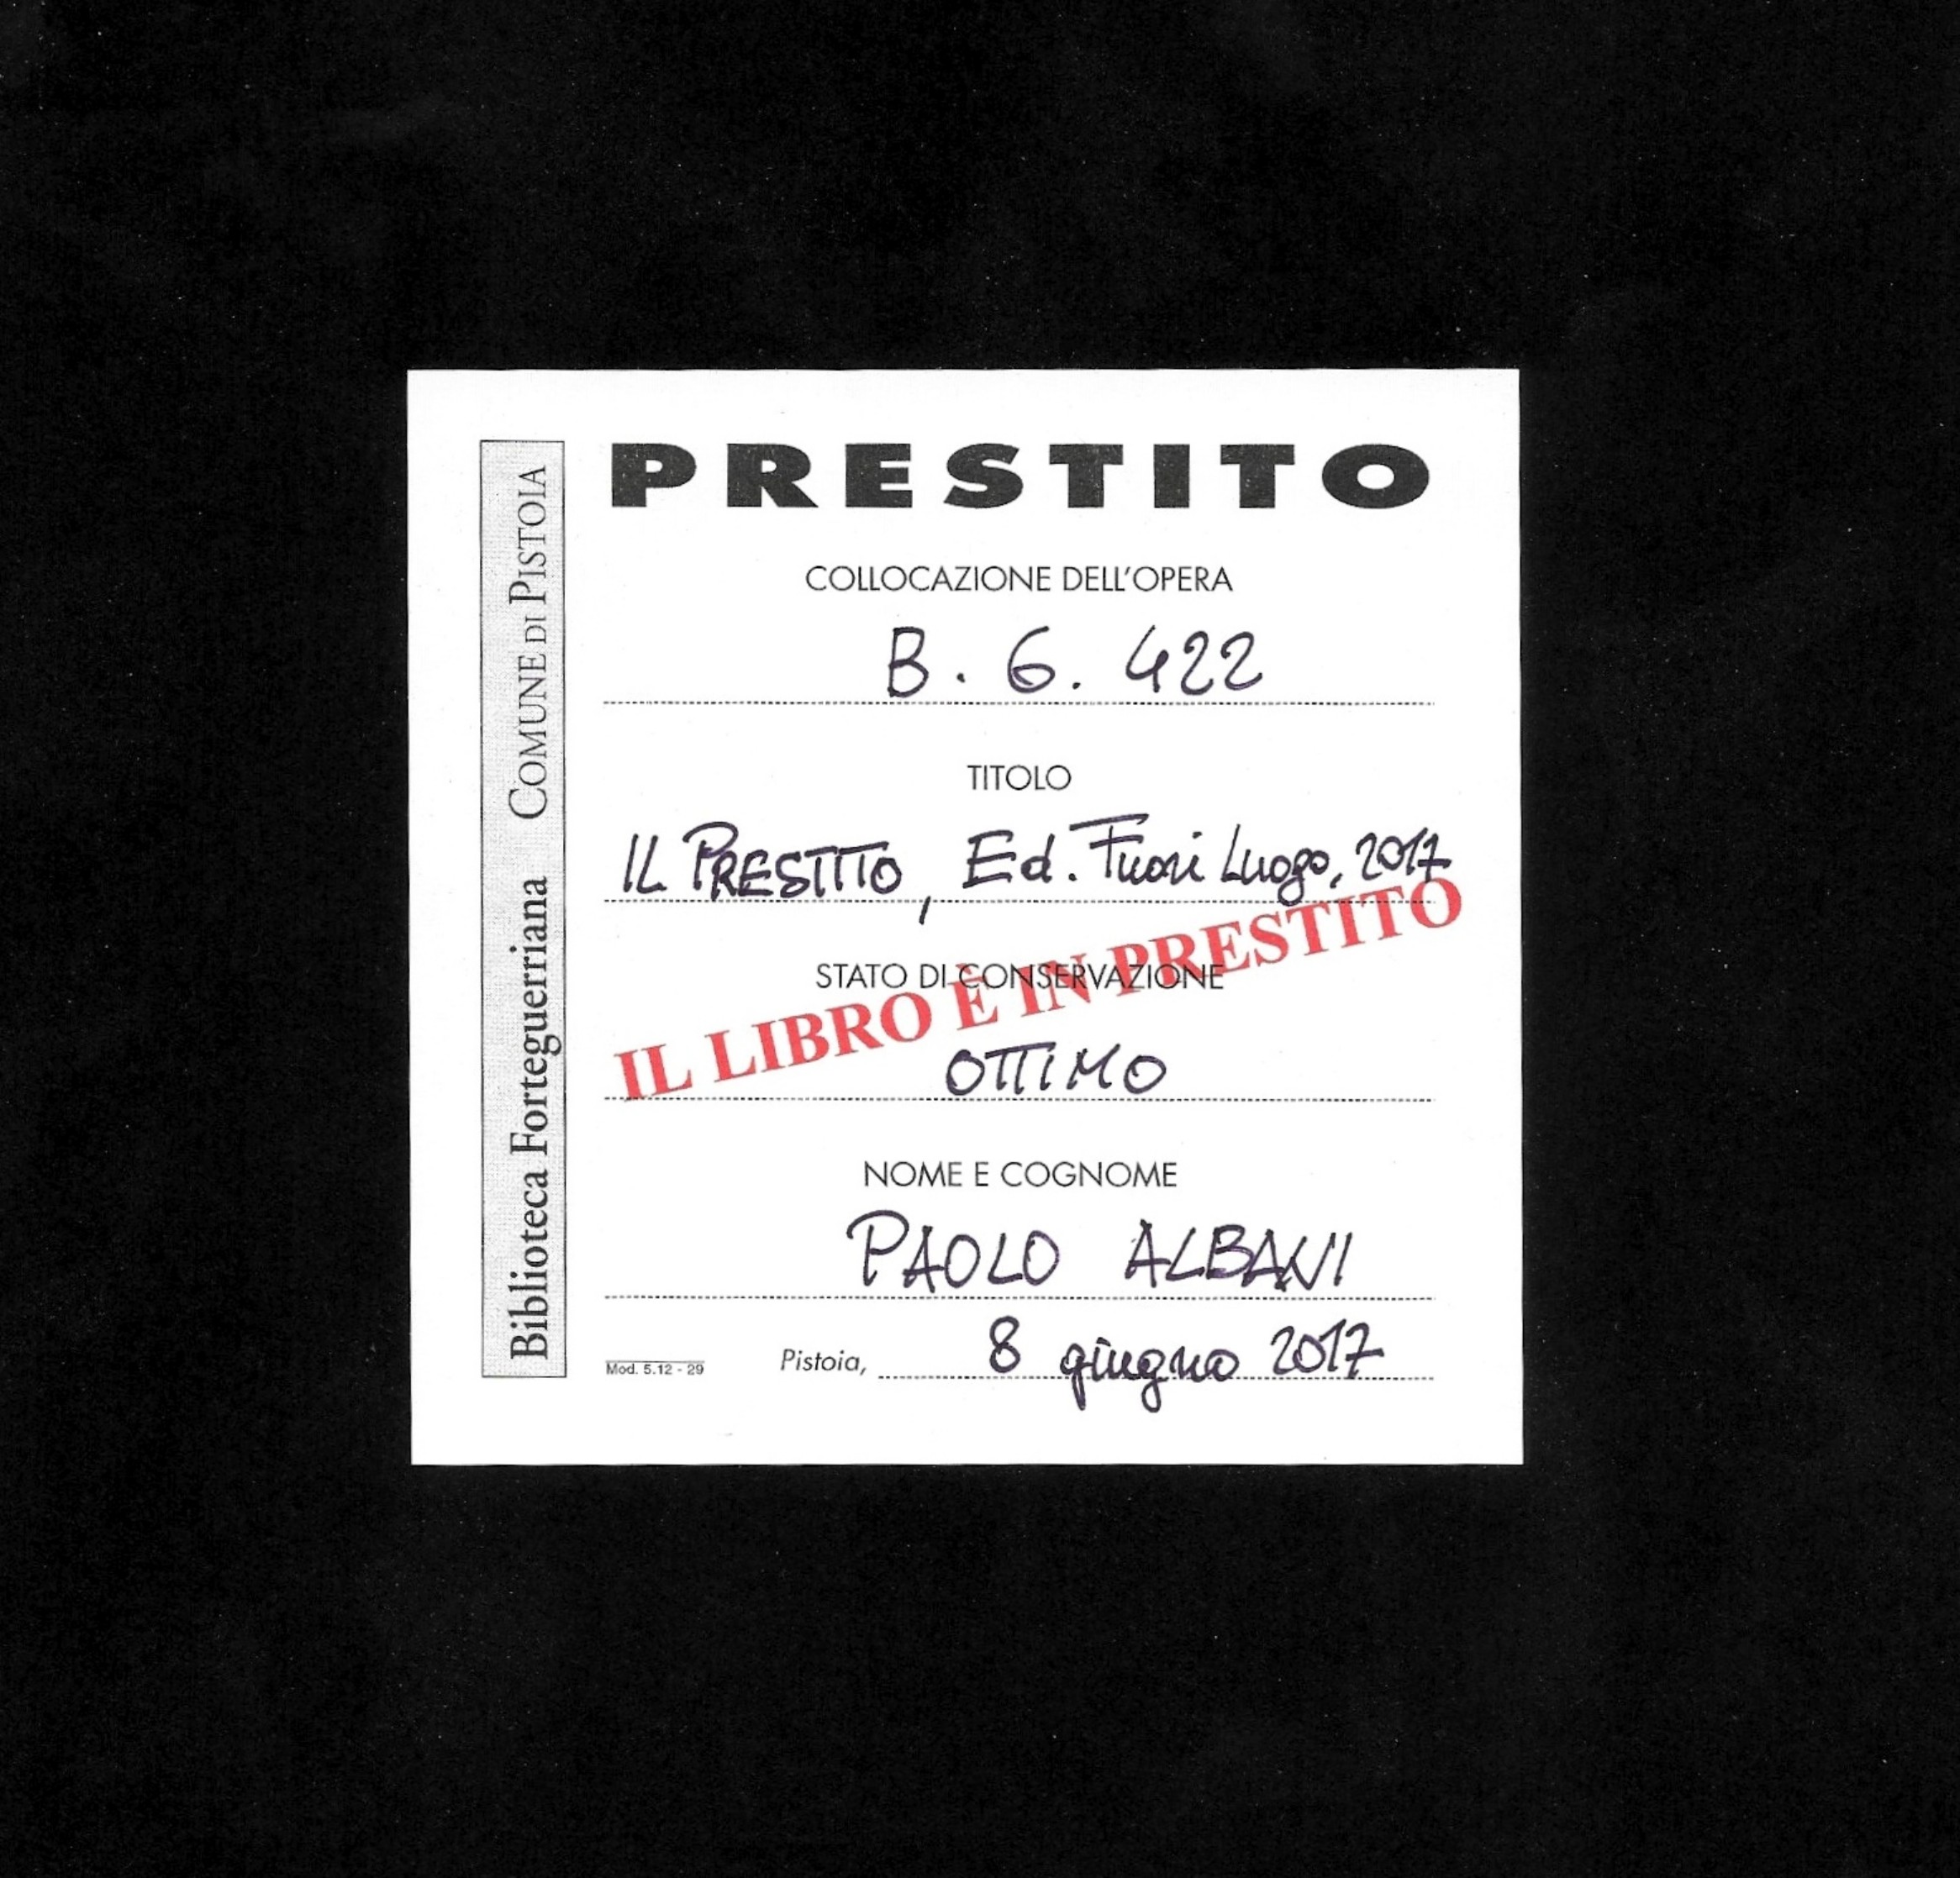 PRESTITO
COLLOCAZIONE DELL'OPERA
B. 6. 422
TITOLO
IL PRESTITO, Ed. Fuori Luogo, 2017
IL LIBRO È IN PRESTITO
STATO DI CONSERVAZIONE
OTTIMO
NOME E COGNOME
PAOLO ALBANI
Mod. 5.12 - 29 Pistoia, 8 giugno 2017
Biblioteca Forteguerriana COMUNE DI PISTOIA